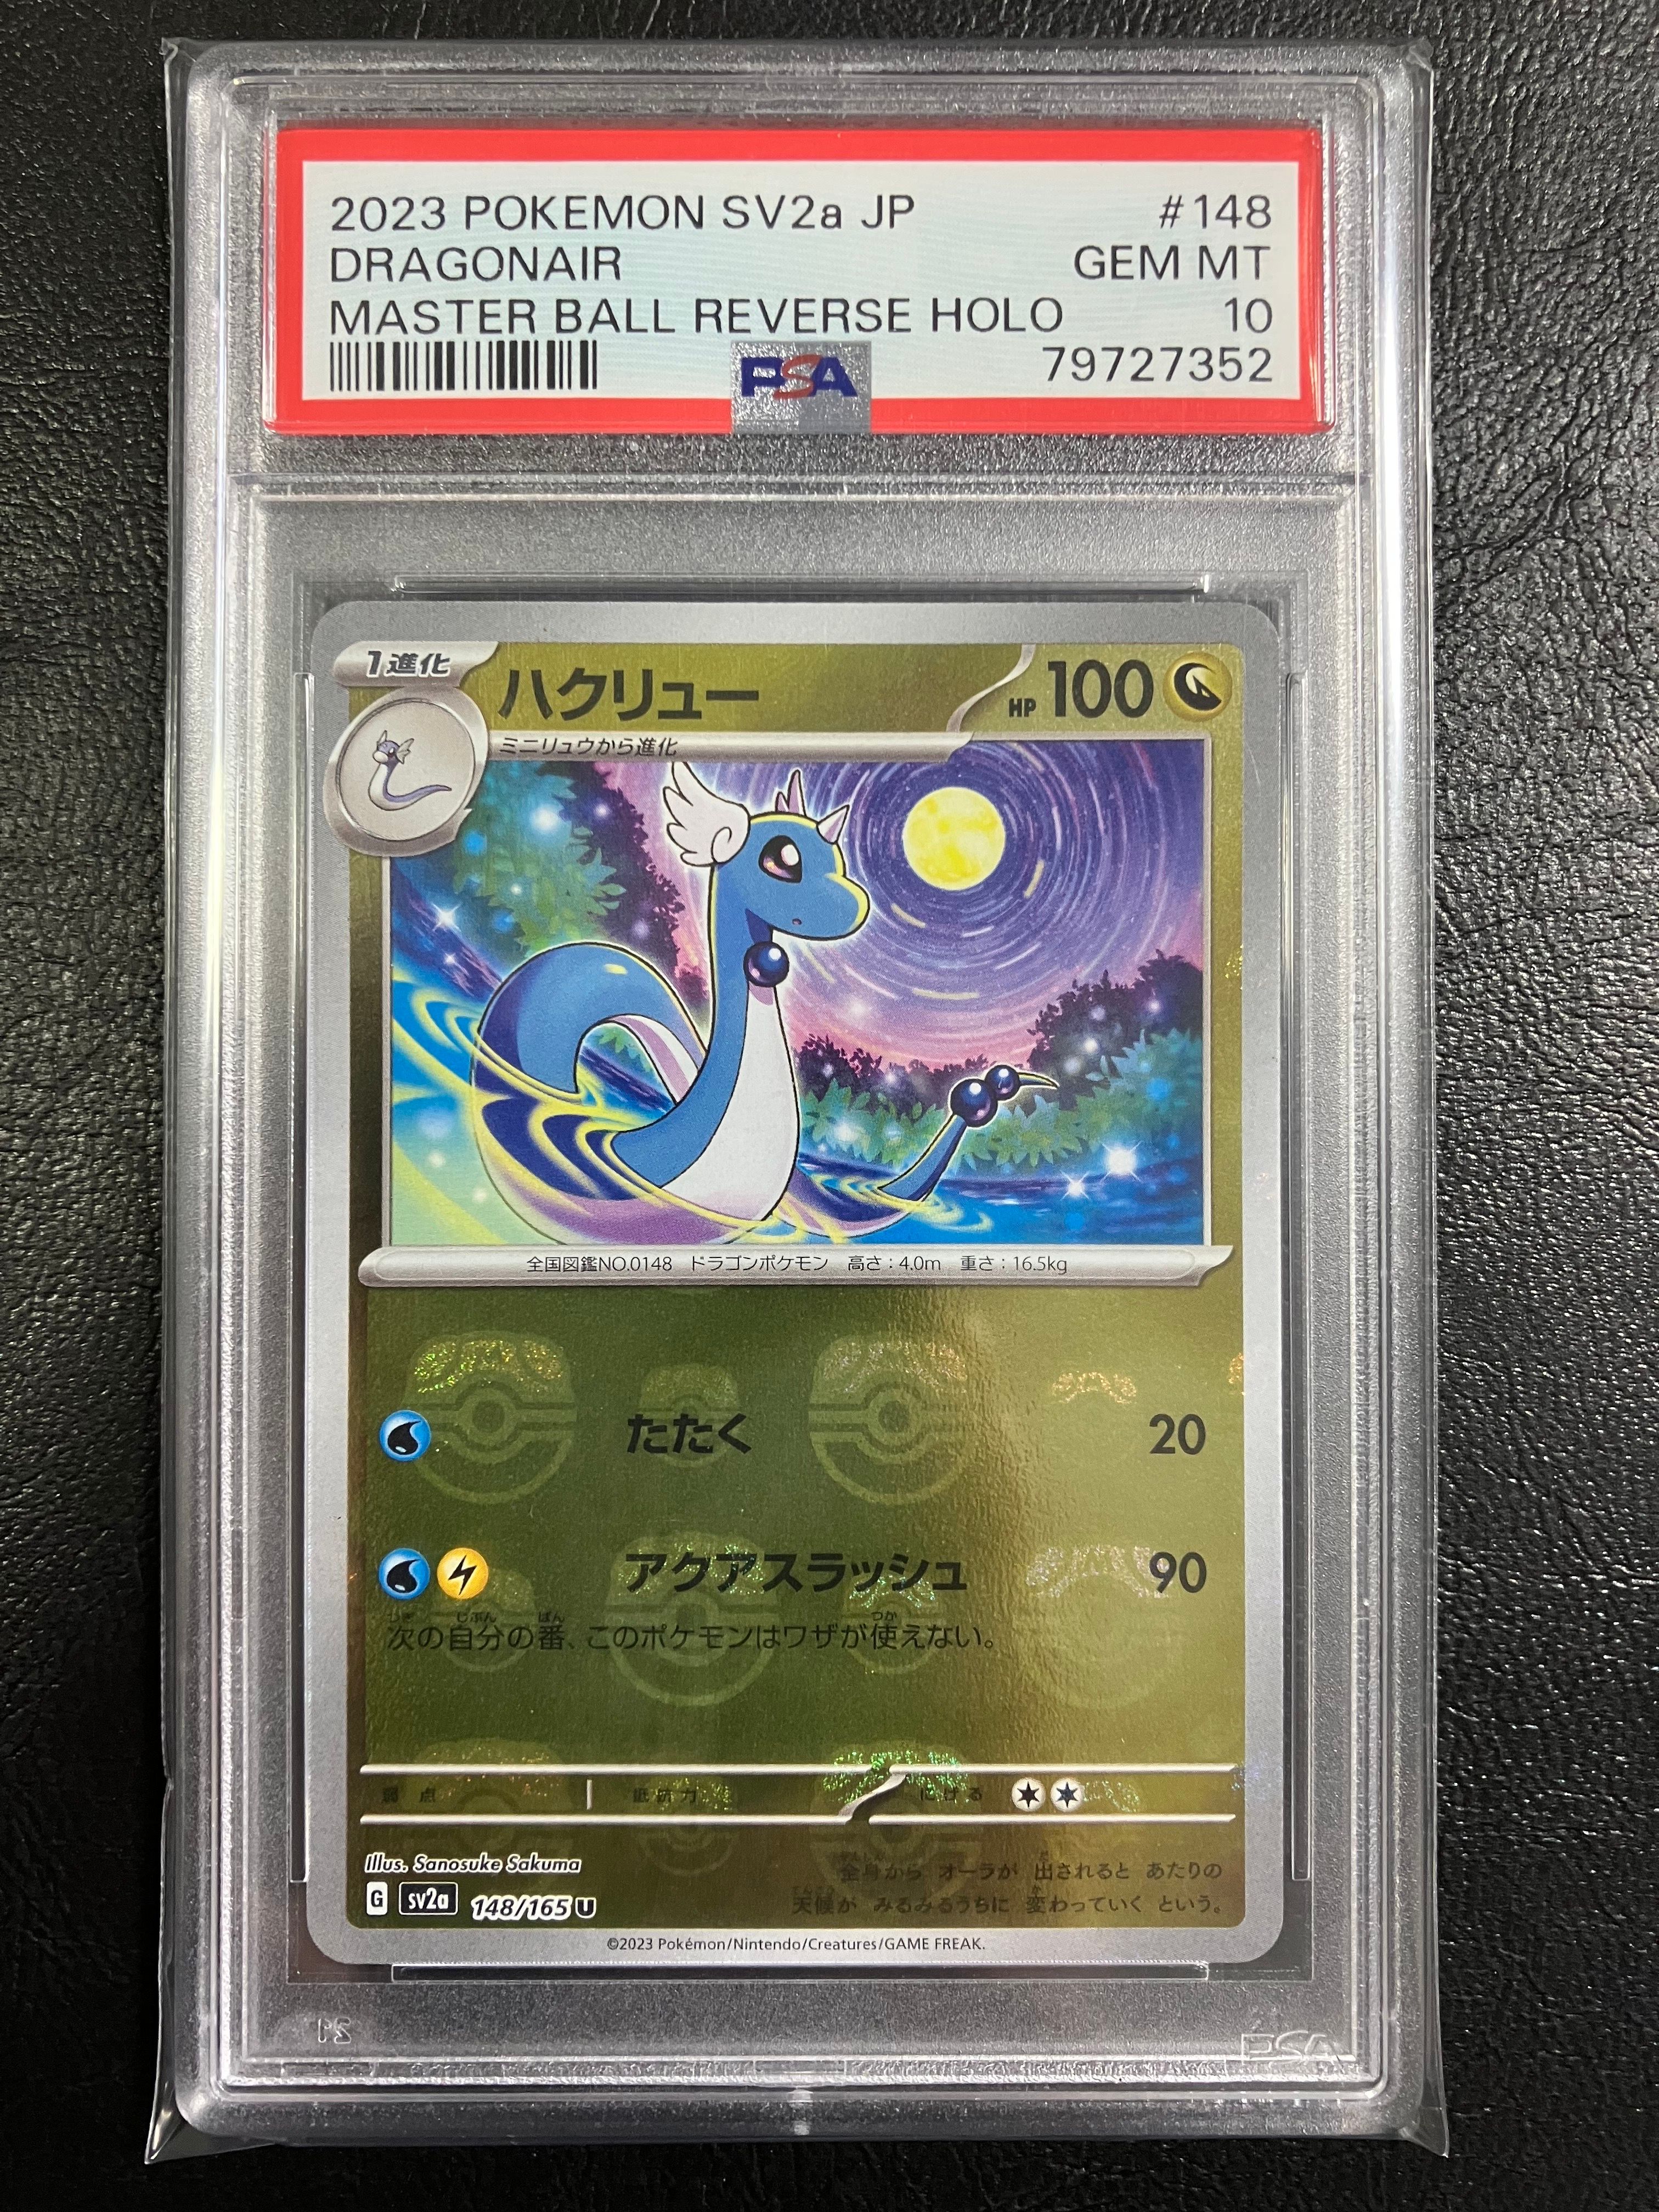 2023 POKEMON SV2a JP #148
DRAGONAIR GEM MT
MASTER BALL REVERSE HOLO 10
PSA 79727352
1進化 ハクリュー HP 100
ミニリュウから進化
全国図鑑NO.0148 ドラゴンポケモン 高さ：4.0m 重さ：16.5kg
たたく 20
アクアスラッシュ 90
次の自分の番、このポケモンはワザが使えない。
弱点 抵抗力 にげる
Illus. Sanosuke Sakuma
全身から オーラが 出されると あたりの
G sv2a 148/165 U 天候が みるみるうちに 変わっていく という。
©2023 Pokémon/Nintendo/Creatures/GAME FREAK.
PSA